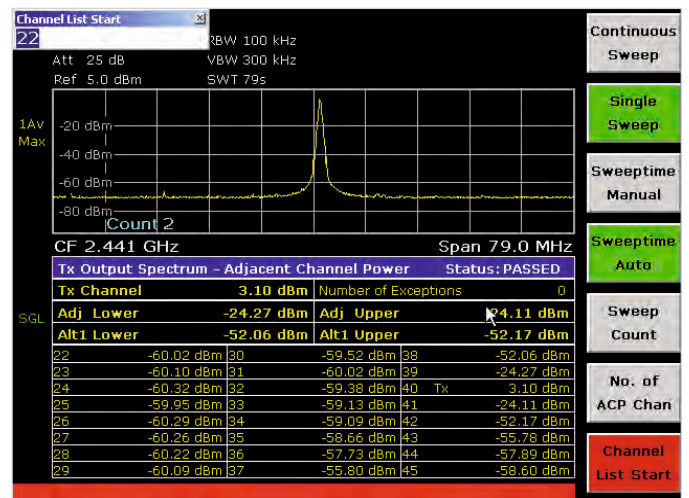 Channel List Start
22
RBW 100 kHz
Att 25 dB VBW 300 kHz
Ref 5.0 dBm SWT 79s
1Av
Max
-20 dBm
-40 dBm
-60 dBm
-80 dBm
Count 2
CF 2.441 GHz Span 79.0 MHz
Tx Output Spectrum - Adjacent Channel Power Status: PASSED
Tx Channel 3.10 dBm Number of Exceptions 0
SGL
Adj Lower -24.27 dBm Adj Upper 24.11 dBm
Alt1 Lower -52.06 dBm Alt1 Upper -52.17 dBm
22 -60.02 dBm 30 -59.52 dBm 38 -52.06 dBm
23 -60.10 dBm 31 -60.02 dBm 39 -24.27 dBm
24 -60.32 dBm 32 -59.38 dBm 40 Tx 3.10 dBm
25 -59.95 dBm 33 -59.13 dBm 41 -24.11 dBm
26 -60.29 dBm 34 -59.09 dBm 42 -52.17 dBm
27 -60.26 dBm 35 -58.66 dBm 43 -55.78 dBm
28 -60.22 dBm 36 -57.73 dBm 44 -57.89 dBm
29 -60.09 dBm 37 -55.80 dBm 45 -58.60 dBm
Continuous
Sweep
Single
Sweep
Sweeptime
Manual
Sweeptime
Auto
Sweep
Count
No. of
ACP Chan
Channel
List Start